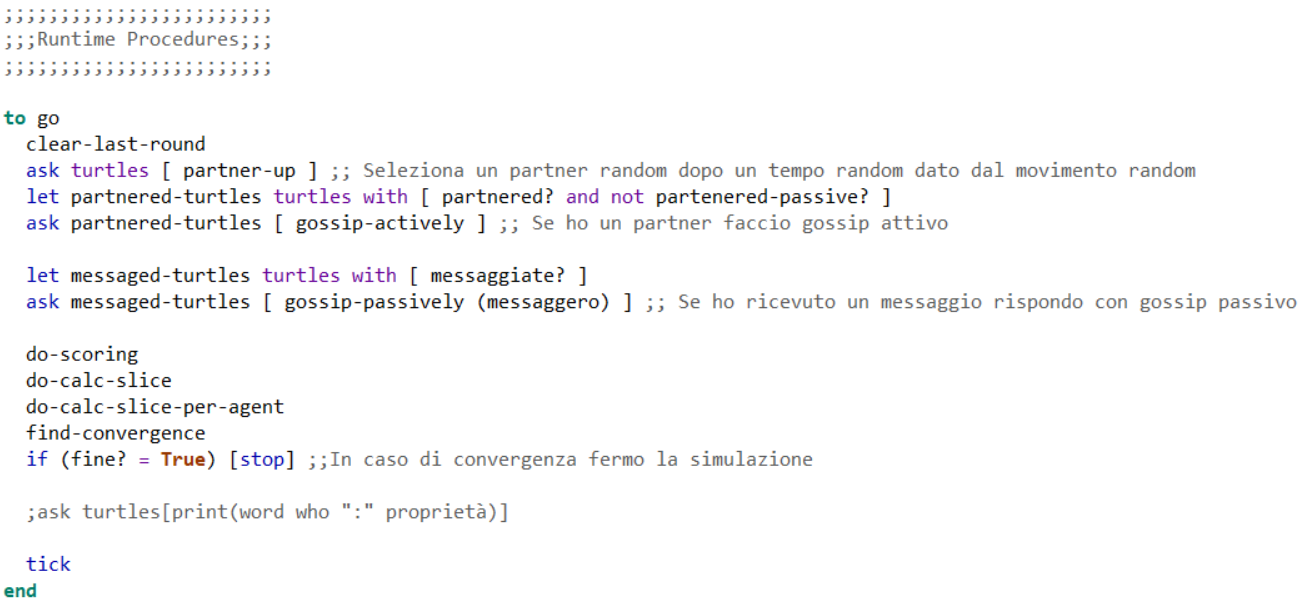 ;;;;;;;;;;;;;;;;;;;;;;;;
;;;Runtime Procedures;;;
;;;;;;;;;;;;;;;;;;;;;;;;
to go
clear-last-round
ask turtles [ partner-up ] ;; Seleziona un partner random dopo un tempo random dato dal movimento random
let partnered-turtles turtles with [ partnered? and not partenered-passive? ]
ask partnered-turtles [ gossip-actively ] ;; Se ho un partner faccio gossip attivo
let messaged-turtles turtles with [ messaggiate? ]
ask messaged-turtles [ gossip-passively (messaggero) ] ;; Se ho ricevuto un messaggio rispondo con gossip passivo
do-scoring
do-calc-slice
do-calc-slice-per-agent
find-convergence
if (fine? = True) [stop] ;;In caso di convergenza fermo la simulazione
;ask turtles[print(word who ":" proprietà)]
tick
end